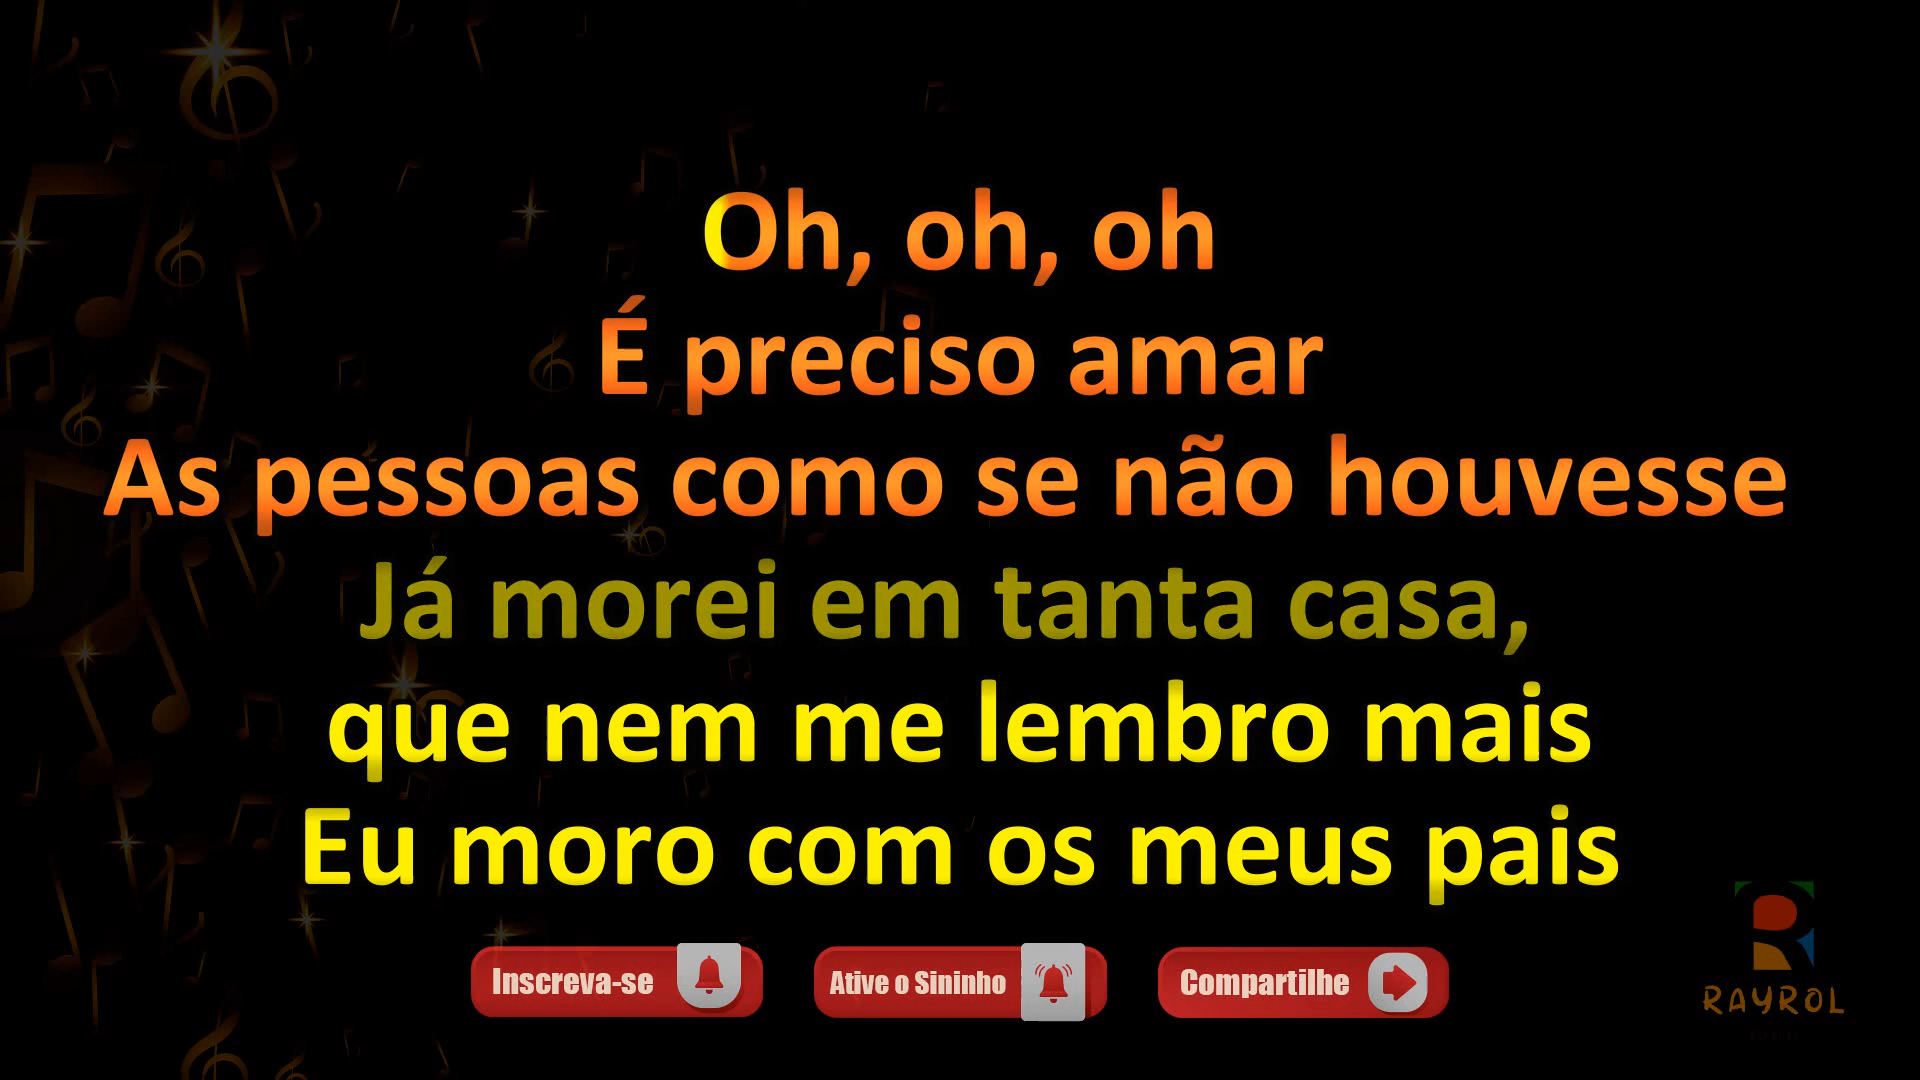 Oh, oh, oh
É preciso amar
As pessoas como se não houvesse
Já morei em tanta casa,
que nem me lembro mais
Eu moro com os meus pais
Inscreva-se
Ative o Sininho
Compartilhe
RAYROL